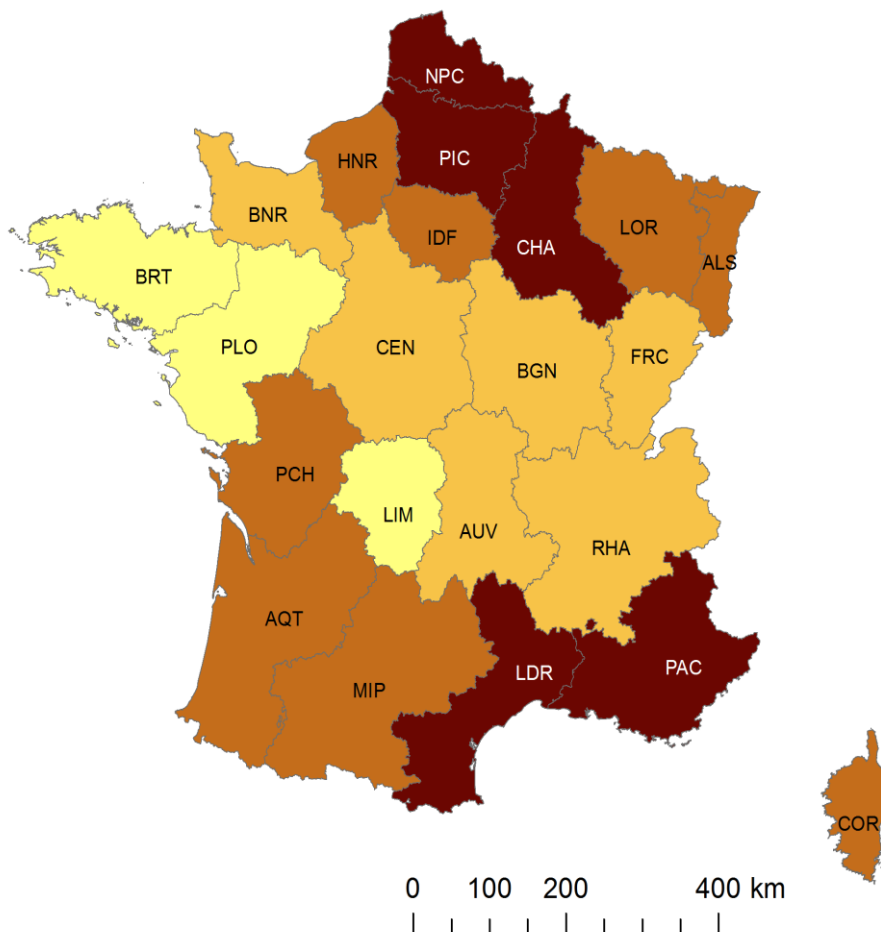 NPC
PIC
HNR
BNR
IDF
CHA
LOR
ALS
BRT
PLO
CEN
BGN
FRC
PCH
LIM
AUV
RHA
AQT
MIP
LDR
PAC
COR
0 100 200 400 km